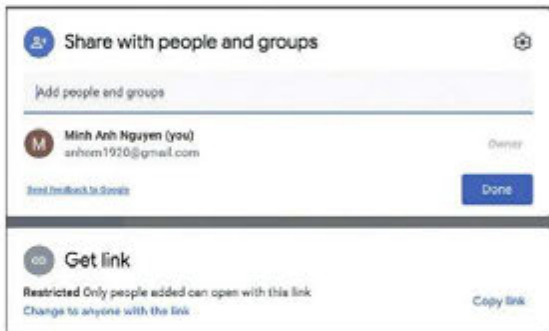 Share with people and groups
Add people and groups
M
Minh Anh Nguyen (you)
anhom1920@gmail.com
Owner
Send feedback to Google
Done
Get link
Restricted Only people added can open with this link
Change to anyone with the link
Copy link